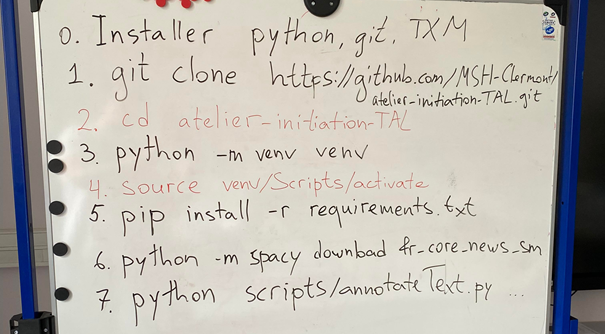 0. Installer python, git, TXM
1. git clone https://github.com/MSH-Clermont/
atelier-initiation-TAL.git
2. cd atelier-initiation-TAL
3. python -m venv venv
4. source venv/Scripts/activate
5. pip install -r requirements.txt
6. python -m spacy download fr_core_news_sm
7. python scripts/annotateText.py ...